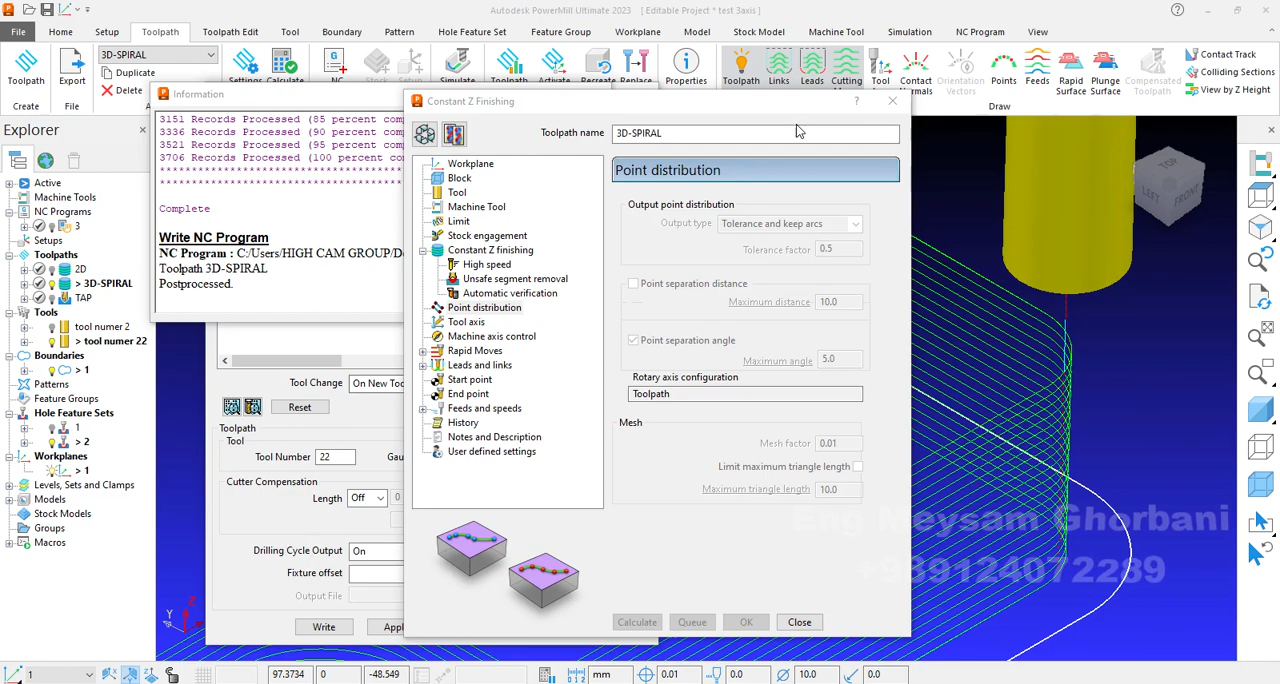 Autodesk PowerMill Ultimate 2023    [ Editable Project * test 3axis    ]
File Home Setup Toolpath Toolpath Edit Tool Boundary Pattern Hole Feature Set Feature Group Workplane Model Stock Model Machine Tool Simulation NC Program View
3D-SPIRAL
Duplicate
Delete
Toolpath
Export
Settings Calculate NC Stock Setup Simulate Toolpath Activate Recreate Replace Properties Toolpath Links Leads Cutting Tool Contact Normals Orientation Vectors Points Feeds Rapid Surface Plunge Surface Compensated Toolpath
Contact Track
Colliding Sections
View by Z Height
Create File Draw
Explorer
Active
Machine Tools
NC Programs
3
Setups
Toolpaths
2D
> 3D-SPIRAL
TAP
Tools
tool numer 2
> tool numer 22
Boundaries
> 1
Patterns
Feature Groups
Hole Feature Sets
1
> 2
Workplanes
> 1
Levels, Sets and Clamps
Models
Stock Models
Groups
Macros
Information
3151 Records Processed (85 percent comp
3336 Records Processed (90 percent comp
3521 Records Processed (95 percent comp
3706 Records Processed (100 percent com
***********************************
***********************************
Complete
Write NC Program
NC Program : C:/Users/HIGH CAM GROUP/De
Toolpath 3D-SPIRAL
Postprocessed.
Tool Change On New Too
Reset
Toolpath
Tool
Tool Number 22 Gau
Cutter Compensation
Length Off 0
Drilling Cycle Output On
Fixture offset
Output File
Write Appl
Constant Z Finishing
?
Toolpath name 3D-SPIRAL
Workplane
Block
Tool
Machine Tool
Limit
Stock engagement
Constant Z finishing
High speed
Unsafe segment removal
Automatic verification
Point distribution
Tool axis
Machine axis control
Rapid Moves
Leads and links
Start point
End point
Feeds and speeds
History
Notes and Description
User defined settings
Point distribution
Output point distribution
Output type Tolerance and keep arcs
Tolerance factor 0.5
Point separation distance
Maximum distance 10.0
Point separation angle
Maximum angle 5.0
Rotary axis configuration
Toolpath
Mesh
Mesh factor 0.01
Limit maximum triangle length
Maximum triangle length 10.0
Calculate Queue OK Close
TOP
LEFT FRONT
Eng Meysam Ghorbani
+989124072289
Z
Y
1 97.3734 0 -48.549 mm 0.01 0.0 10.0 0.0